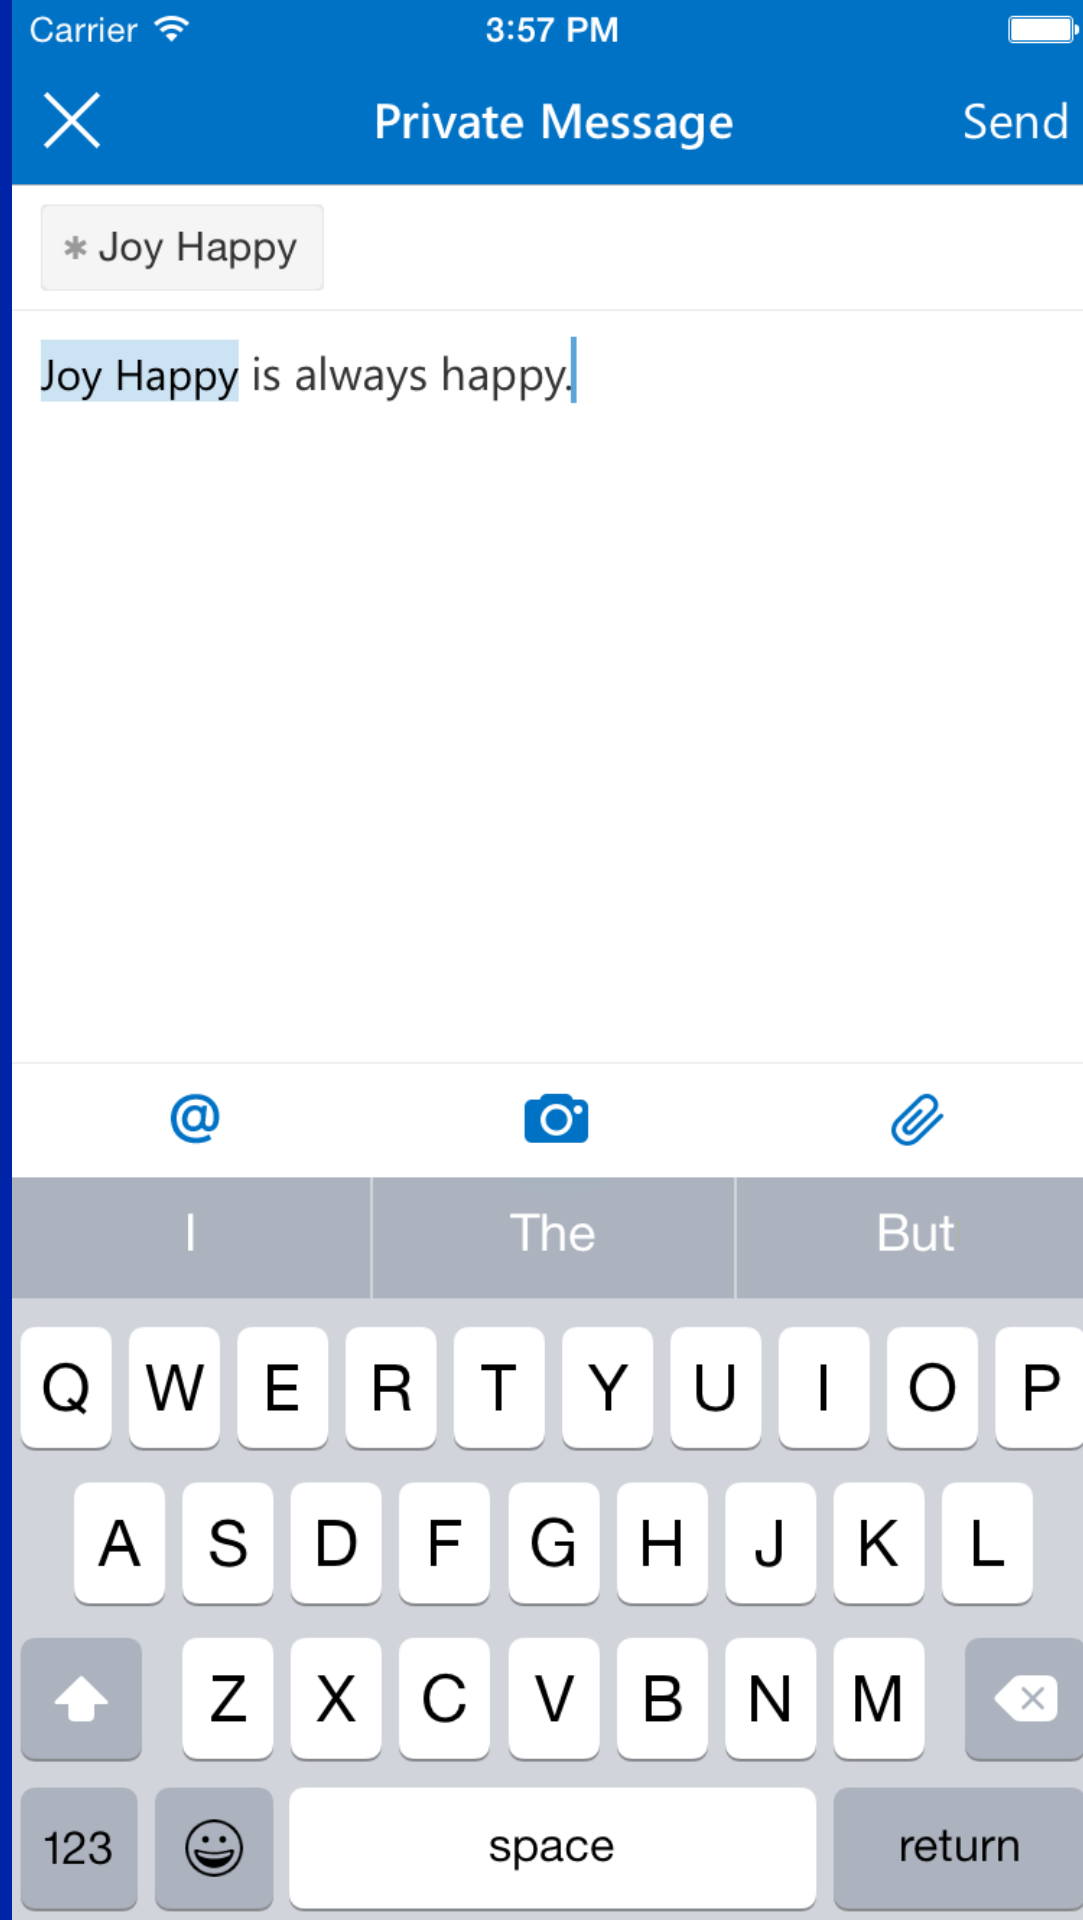 Carrier 3:57 PM
Private Message Send
* Joy Happy
Joy Happy is always happy.
@
I The But
Q W E R T Y U I O P
A S D F G H J K L
Z X C V B N M
123 space return